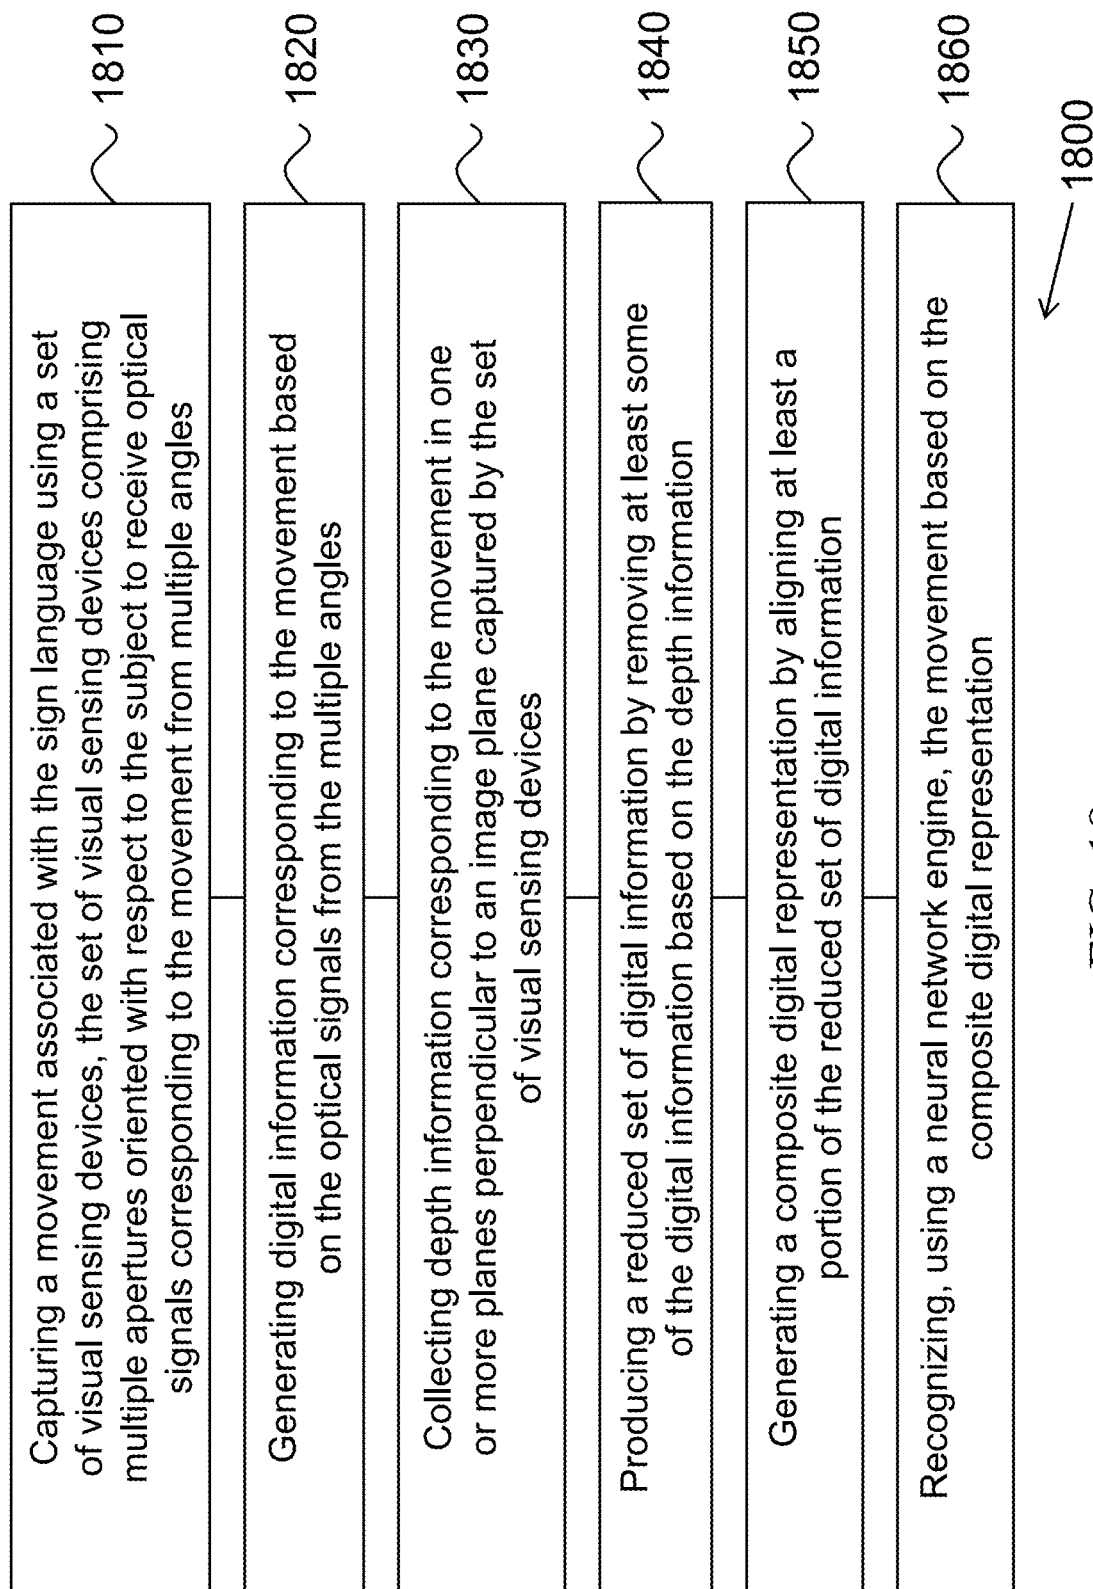 Capturing a movement associated with the sign language using a set
of visual sensing devices, the set of visual sensing devices comprising
multiple apertures oriented with respect to the subject to receive optical
signals corresponding to the movement from multiple angles
1810
Generating digital information corresponding to the movement based
on the optical signals from the multiple angles
1820
Collecting depth information corresponding to the movement in one
or more planes perpendicular to an image plane captured by the set
of visual sensing devices
1830
Producing a reduced set of digital information by removing at least some
of the digital information based on the depth information
1840
Generating a composite digital representation by aligning at least a
portion of the reduced set of digital information
1850
Recognizing, using a neural network engine, the movement based on the
composite digital representation
1860
1800